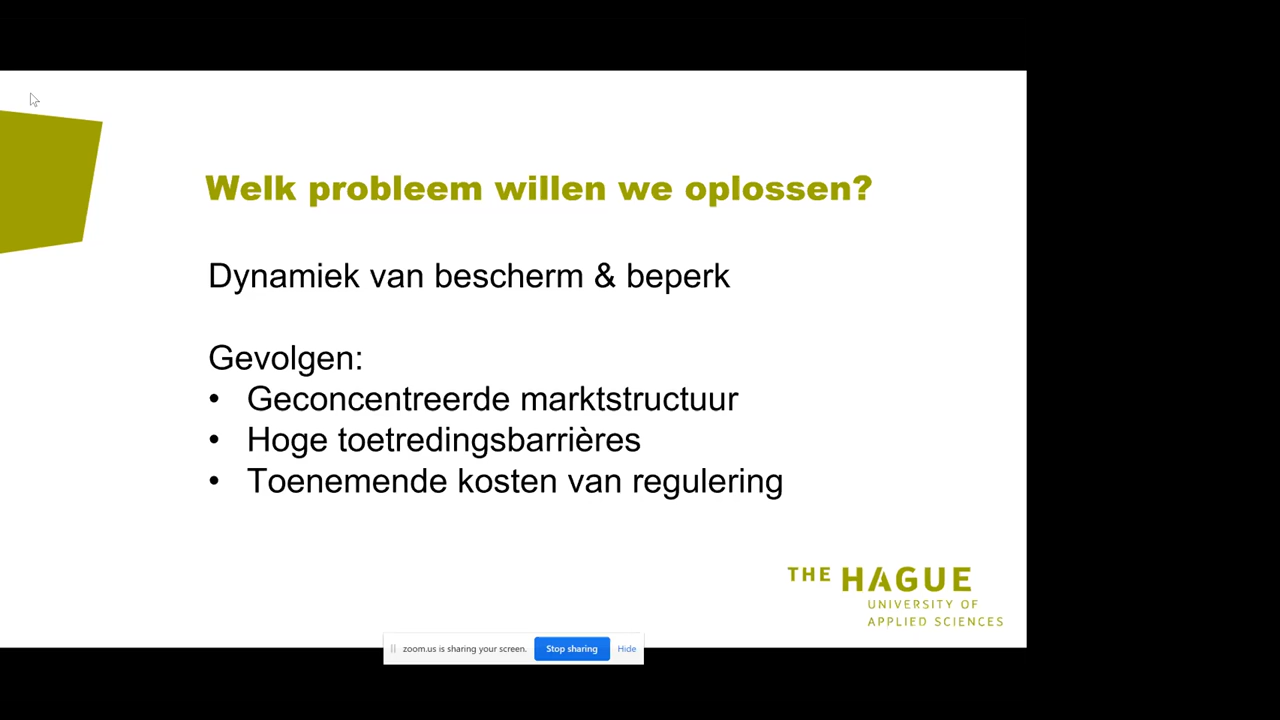 Welk probleem willen we oplossen?
Dynamiek van bescherm & beperk
Gevolgen:
• Geconcentreerde marktstructuur
• Hoge toetredingsbarrières
• Toenemende kosten van regulering
THE HAGUE
UNIVERSITY OF
APPLIED SCIENCES
zoom.us is sharing your screen. Stop sharing Hide